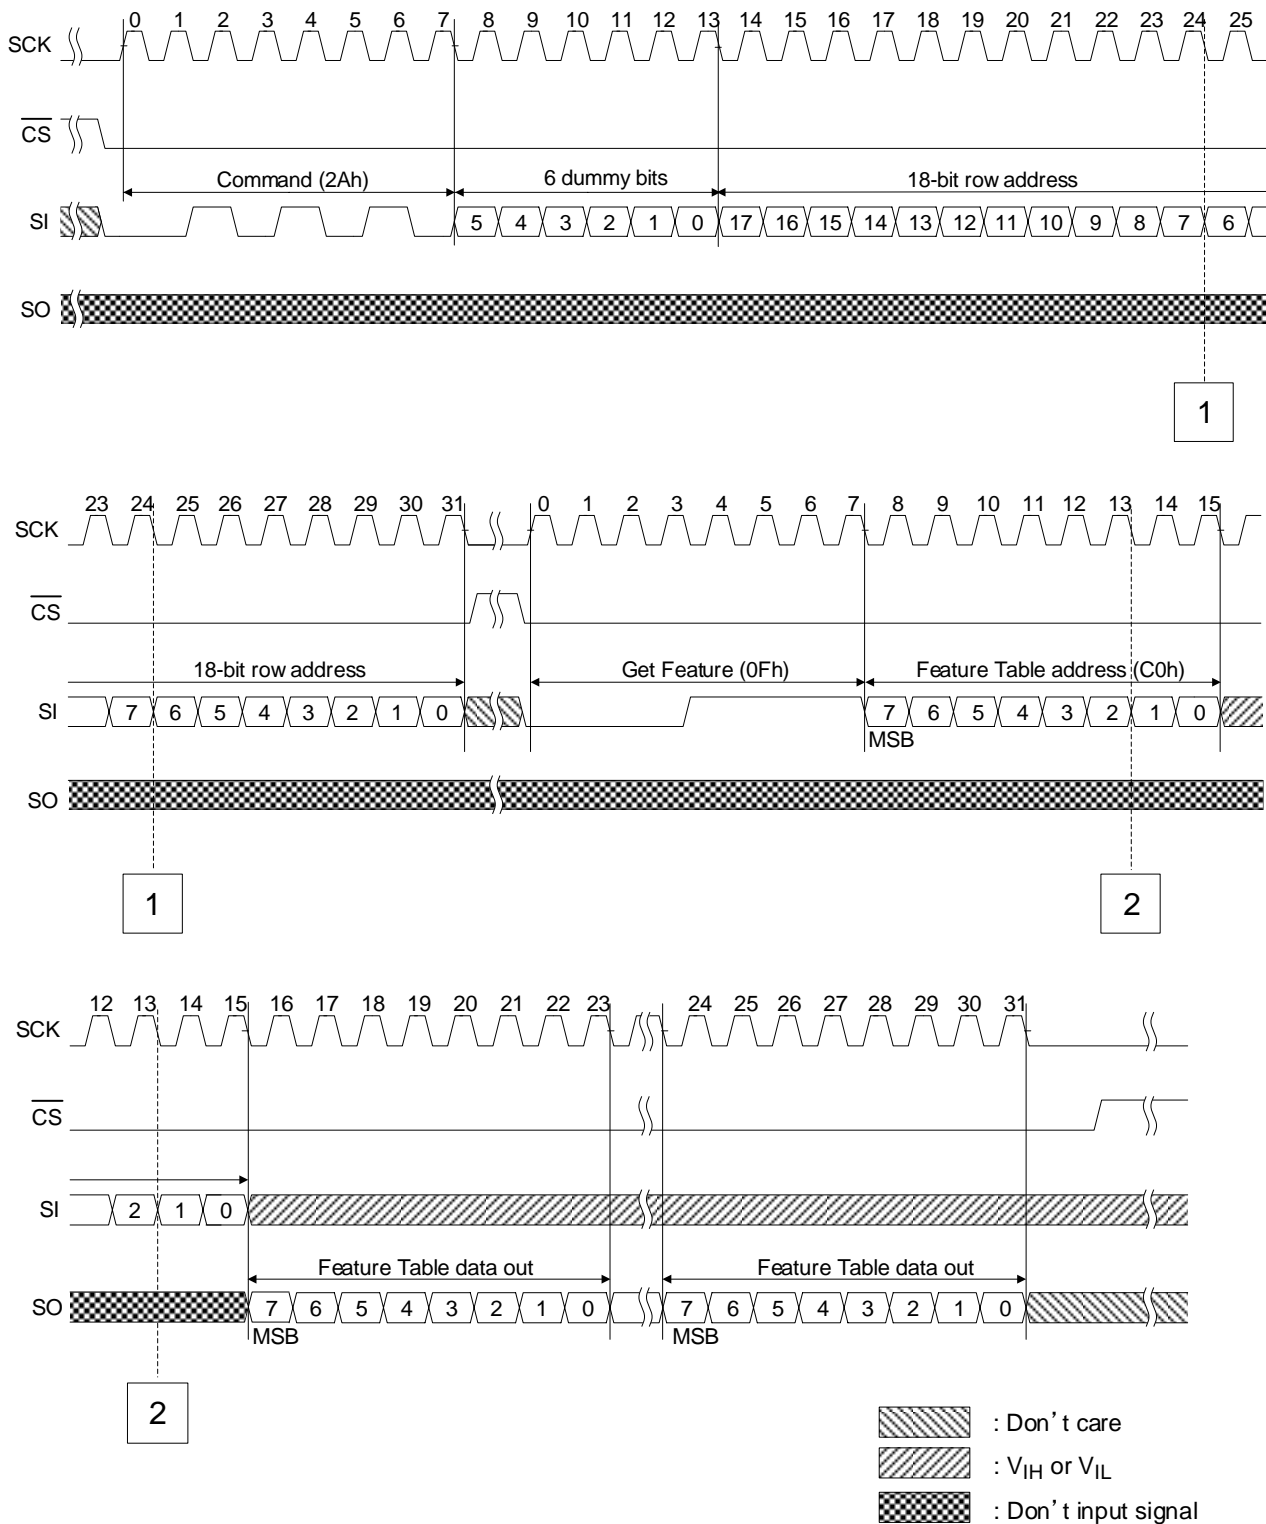 0 1 2 3 4 5 6 7 8 9 10 11 12 13 14 15 16 17 18 19 20 21 22 23 24 25
SCK
CS
Command (2Ah) 6 dummy bits 18-bit row address
SI 5 4 3 2 1 0 17 16 15 14 13 12 11 10 9 8 7 6
SO
1
23 24 25 26 27 28 29 30 31 0 1 2 3 4 5 6 7 8 9 10 11 12 13 14 15
SCK
CS
18-bit row address Get Feature (0Fh) Feature Table address (C0h)
SI 7 6 5 4 3 2 1 0 7 6 5 4 3 2 1 0
MSB
SO
1 2
12 13 14 15 16 17 18 19 20 21 22 23 24 25 26 27 28 29 30 31
SCK
CS
SI 2 1 0
Feature Table data out Feature Table data out
SO 7 6 5 4 3 2 1 0 7 6 5 4 3 2 1 0
MSB MSB
2
: Don't care
: VIH or VIL
: Don't input signal